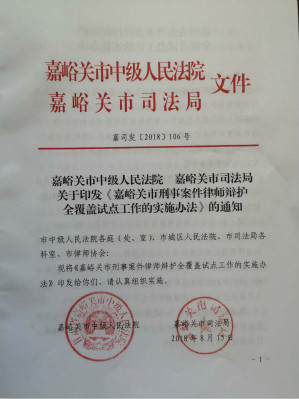 嘉峪关市中级人民法院
文件
嘉峪关市司法局
嘉司发〔2018〕106号
嘉峪关市中级人民法院 嘉峪关市司法局
关于印发《嘉峪关市刑事案件律师辩护
全覆盖试点工作的实施办法》的通知
市中级人民法院各庭（处、室）、市城区人民法院、市司法局各
科室、市律师协会：
现将《嘉峪关市刑事案件律师辩护全覆盖试点工作的实施办
法》印发给你们，请认真组织实施。
嘉峪关市中级人民法院 嘉峪关市司法局
2018年8月15日
- 1 -